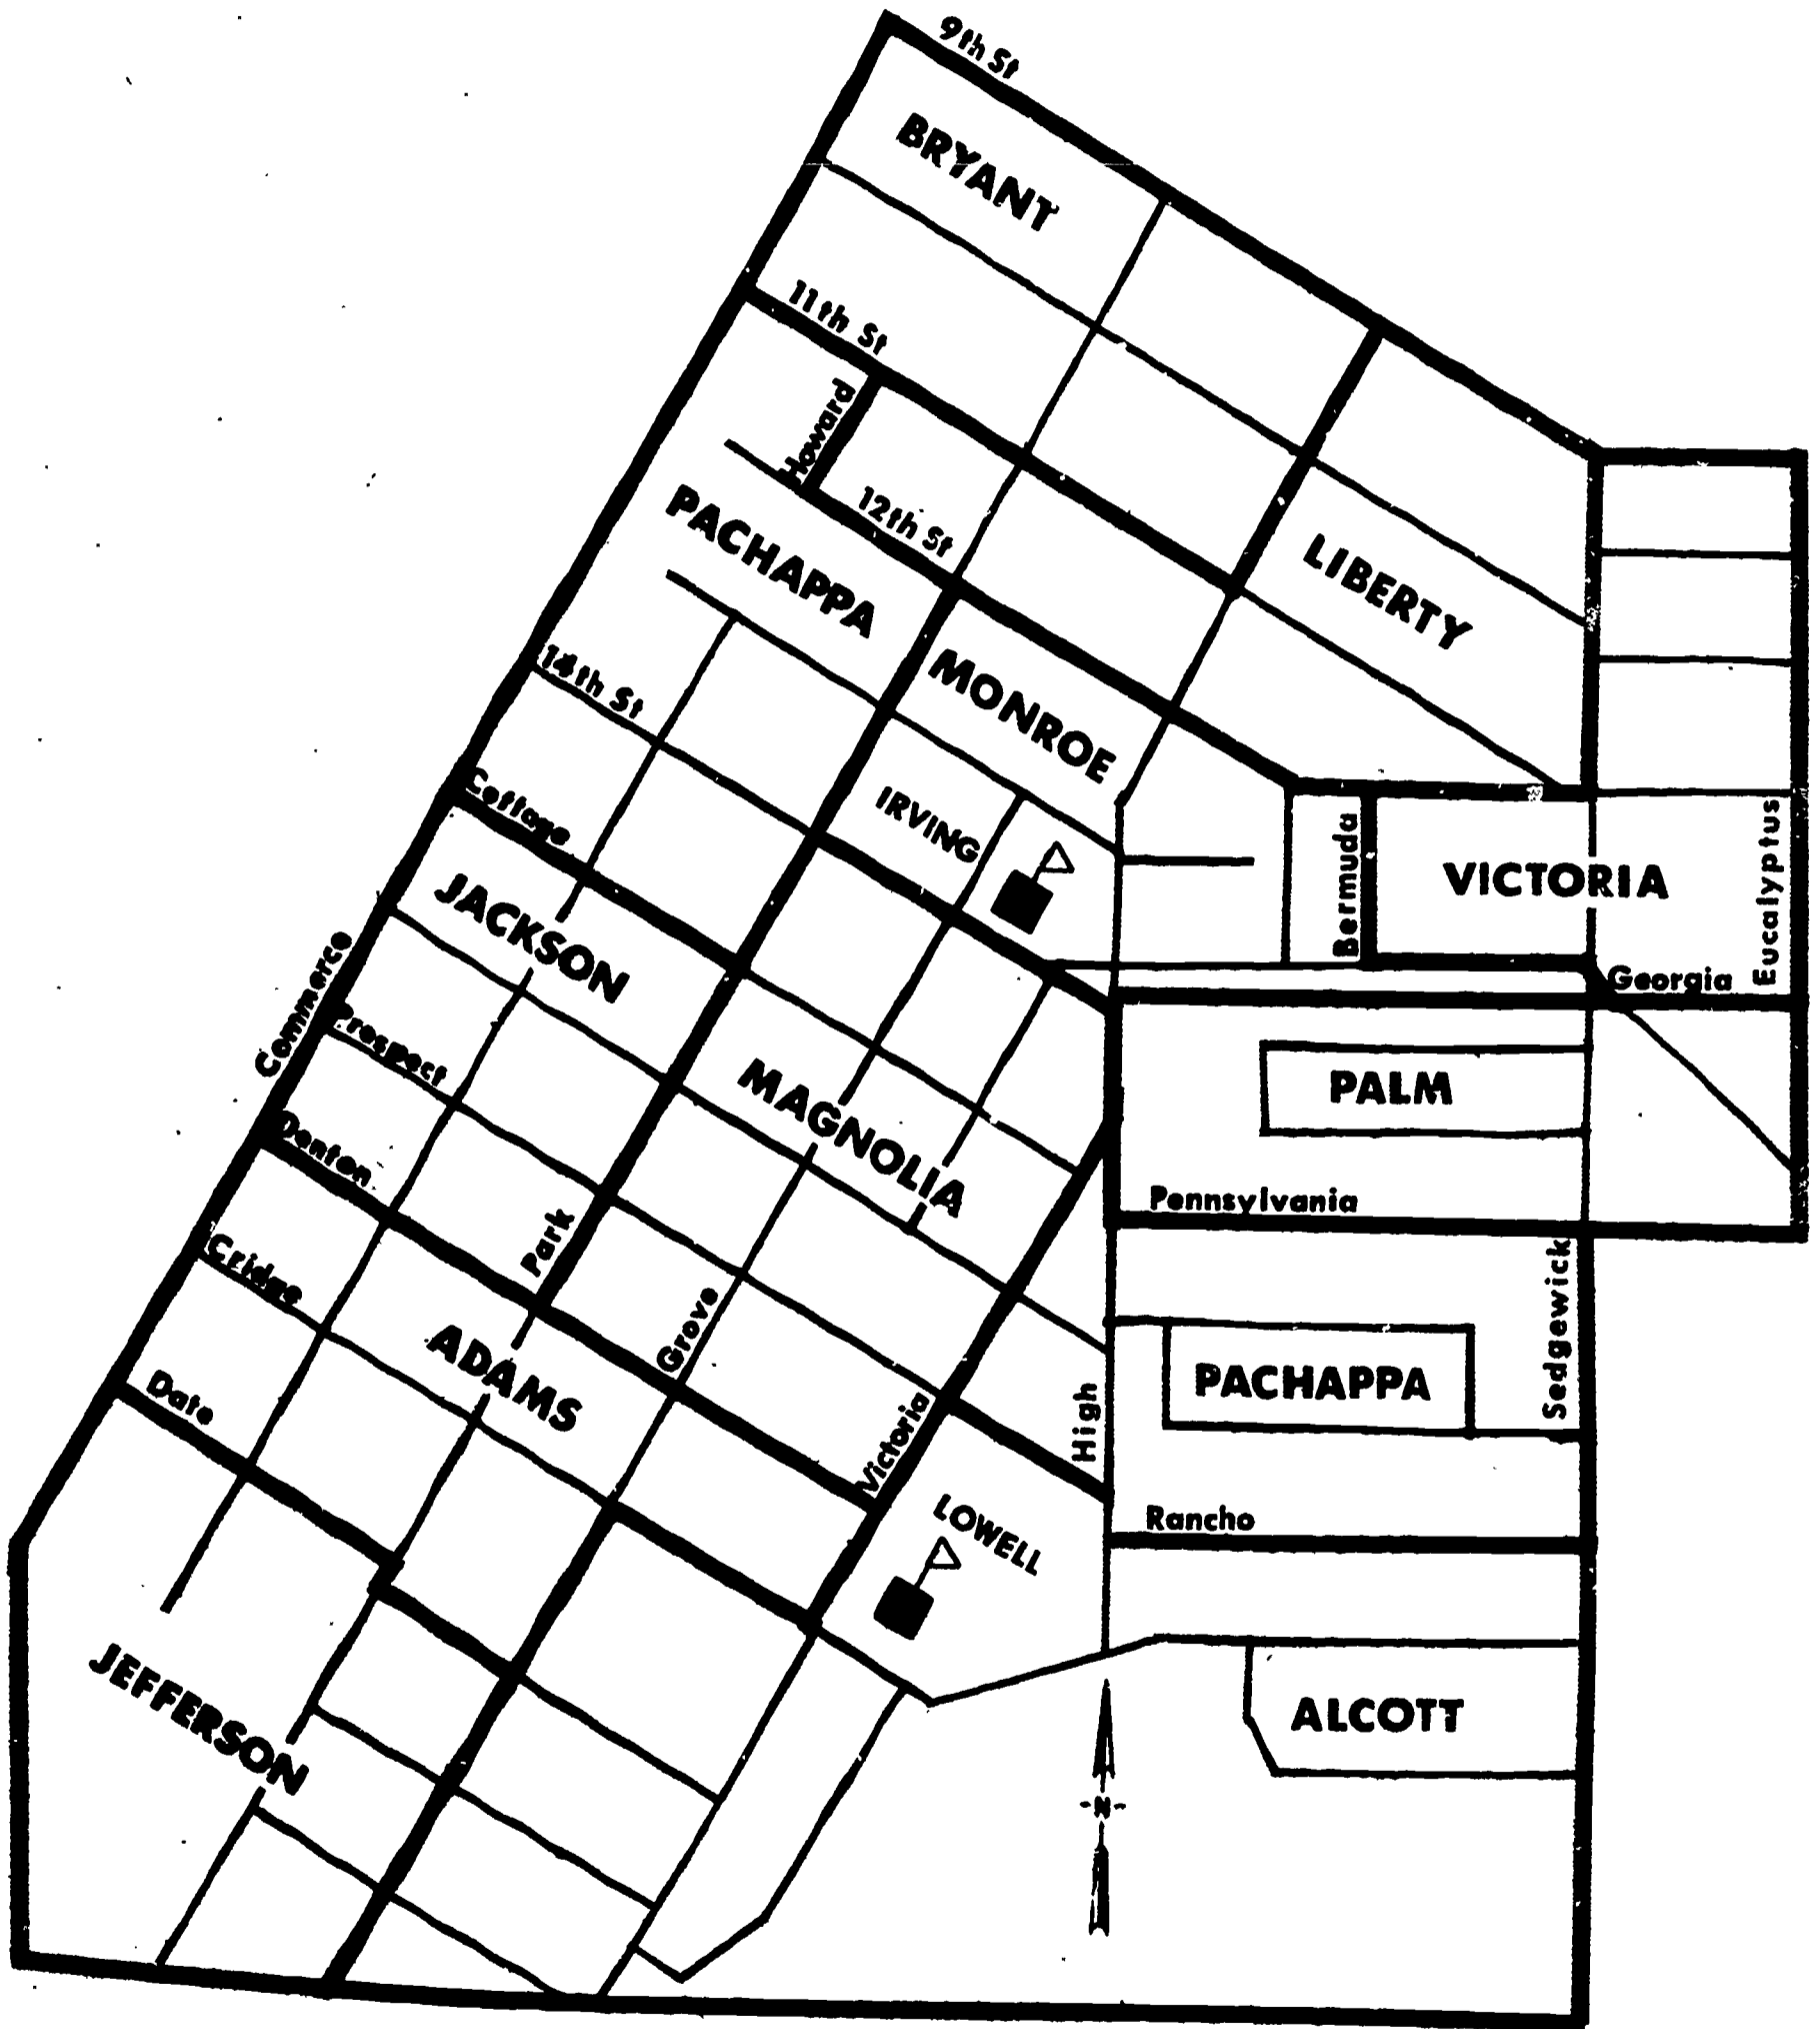 9th St
BRYANT
11th St
Howard
12th St
PACHAPPA
LIBERTY
MONROE
14th St
IRVING
Cottage
Bermuda
VICTORIA
Eucalyptus
JACKSON
Georgia
Commerce
Prospect
PALM
MAGNOLIA
Denton
Pennsylvania
Park
Cridge
Grove
Sedgewick
ADAMS
PACHAPPA
Date
High
Victoria
LOWELL
Rancho
JEFFERSON
ALCOTT
N